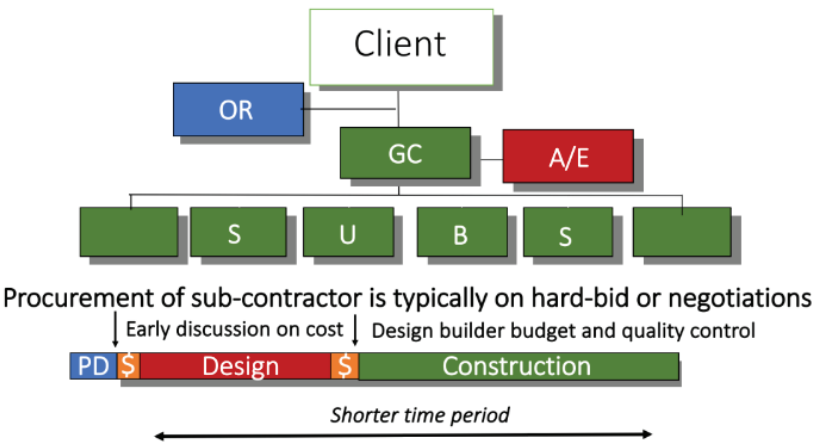 Client
OR
GC
A/E
S U B S
Procurement of sub-contractor is typically on hard-bid or negotiations
Early discussion on cost
Design builder budget and quality control
PD $ Design $ Construction
Shorter time period